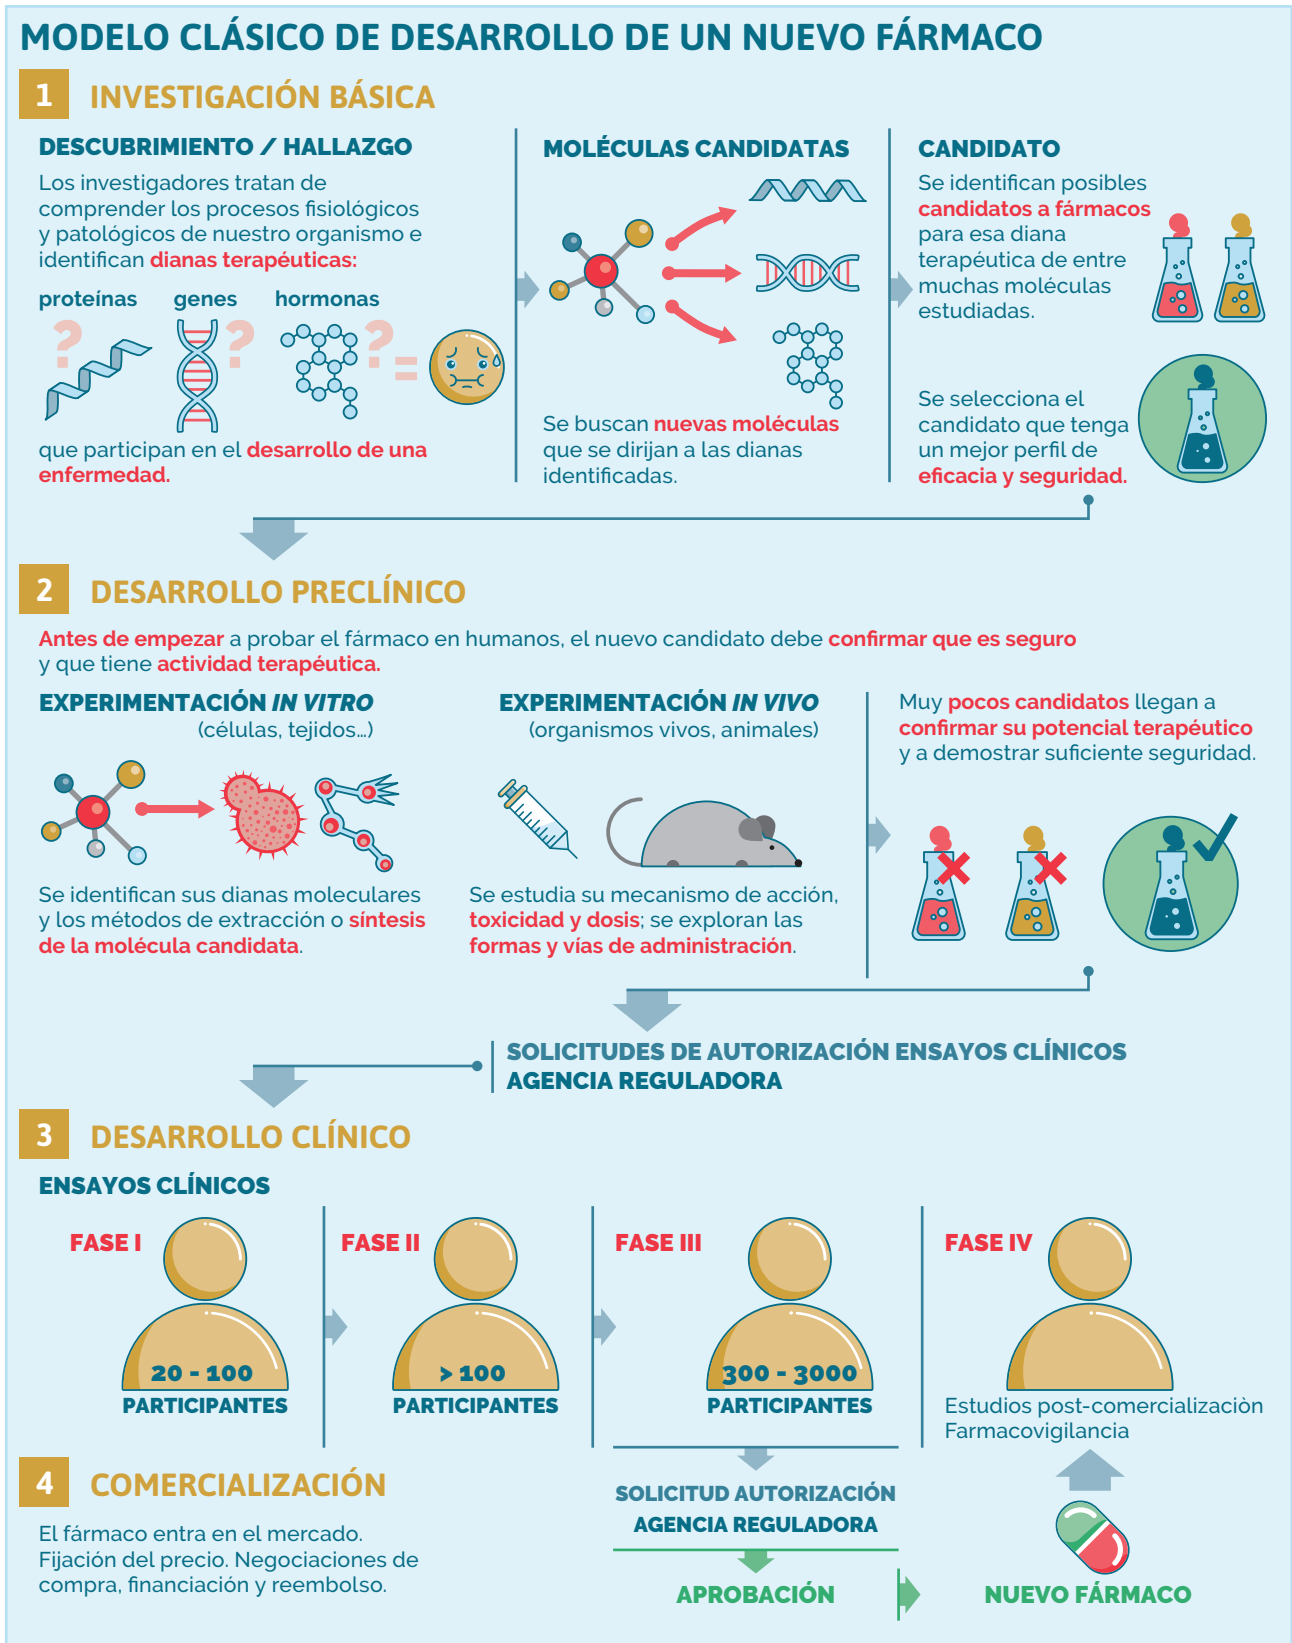 MODELO CLÁSICO DE DESARROLLO DE UN NUEVO FÁRMACO
1 INVESTIGACIÓN BÁSICA
DESCUBRIMIENTO / HALLAZGO
Los investigadores tratan de
comprender los procesos fisiológicos
y patológicos de nuestro organismo e
identifican dianas terapéuticas:
proteínas genes hormonas
? ? ? =
que participan en el desarrollo de una
enfermedad.
MOLÉCULAS CANDIDATAS
Se buscan nuevas moléculas
que se dirijan a las dianas
identificadas.
CANDIDATO
Se identifican posibles
candidatos a fármacos
para esa diana
terapéutica de entre
muchas moléculas
estudiadas.
Se selecciona el
candidato que tenga
un mejor perfil de
eficacia y seguridad.
2 DESARROLLO PRECLÍNICO
Antes de empezar a probar el fármaco en humanos, el nuevo candidato debe confirmar que es seguro
y que tiene actividad terapéutica.
EXPERIMENTACIÓN IN VITRO
(células, tejidos...)
Se identifican sus dianas moleculares
y los métodos de extracción o síntesis
de la molécula candidata.
EXPERIMENTACIÓN IN VIVO
(organismos vivos, animales)
Se estudia su mecanismo de acción,
toxicidad y dosis; se exploran las
formas y vías de administración.
Muy pocos candidatos llegan a
confirmar su potencial terapéutico
y a demostrar suficiente seguridad.
SOLICITUDES DE AUTORIZACIÓN ENSAYOS CLÍNICOS
AGENCIA REGULADORA
3 DESARROLLO CLÍNICO
ENSAYOS CLÍNICOS
FASE I
20 - 100
PARTICIPANTES
FASE II
> 100
PARTICIPANTES
FASE III
300 - 3000
PARTICIPANTES
FASE IV
Estudios post-comercializaciòn
Farmacovigilancia
4 COMERCIALIZACIÓN
El fármaco entra en el mercado.
Fijación del precio. Negociaciones de
compra, financiación y reembolso.
SOLICITUD AUTORIZACIÓN
AGENCIA REGULADORA
APROBACIÓN
NUEVO FÁRMACO